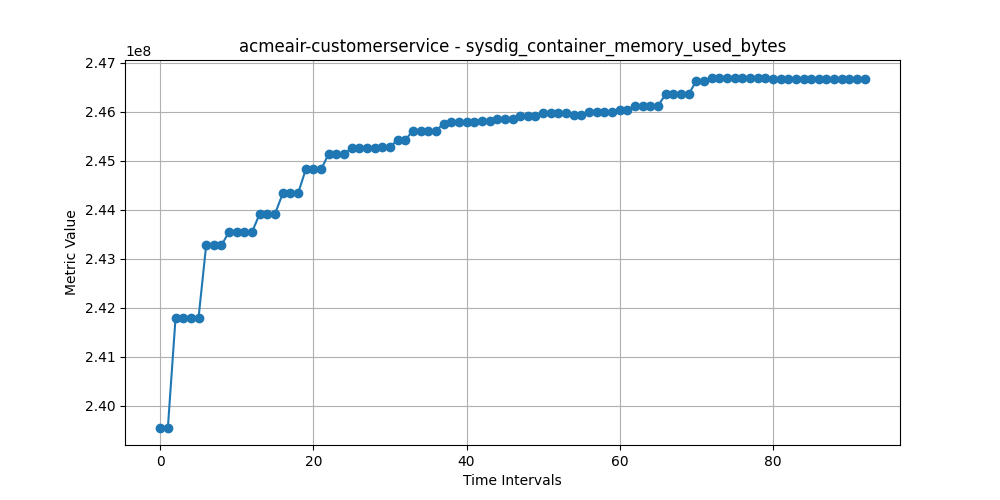 acmeair-customerservice - sysdig_container_memory_used_bytes
1e8
2.47
2.46
2.45
2.44
2.43
2.42
2.41
2.40
Metric Value
0 20 40 60 80
Time Intervals